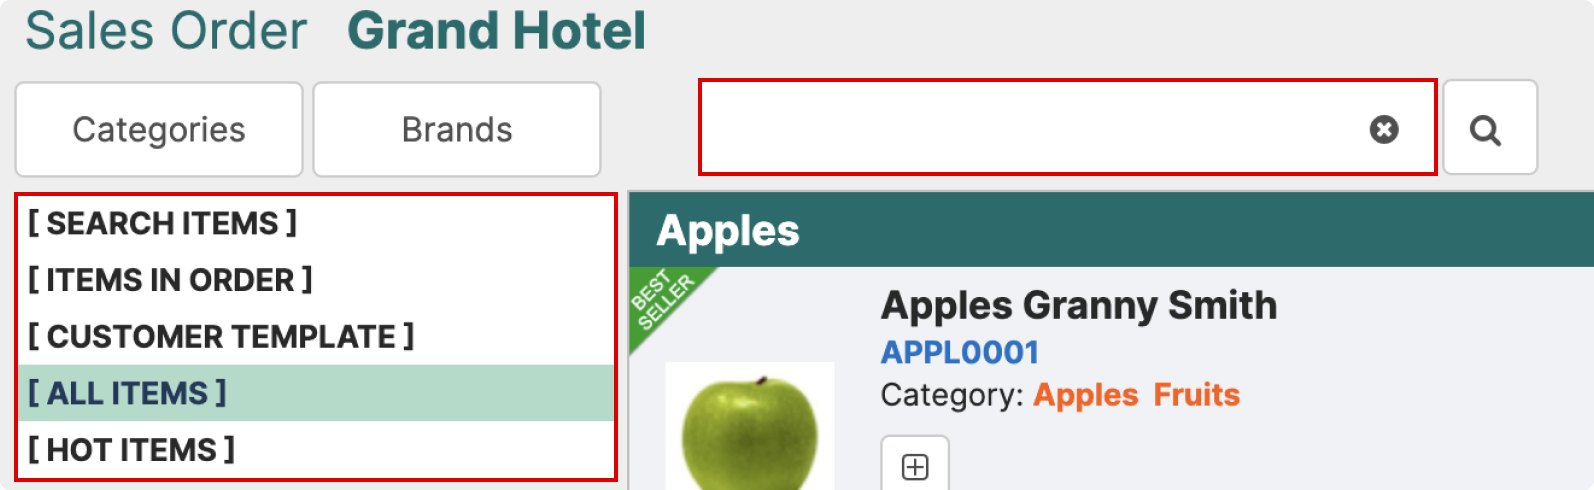 Sales Order Grand Hotel
Categories
Brands
[ SEARCH ITEMS ]
[ ITEMS IN ORDER ]
[ CUSTOMER TEMPLATE ]
[ ALL ITEMS ]
[ HOT ITEMS ]
Apples
BEST
SELLER
Apples Granny Smith
APPL0001
Category: Apples Fruits